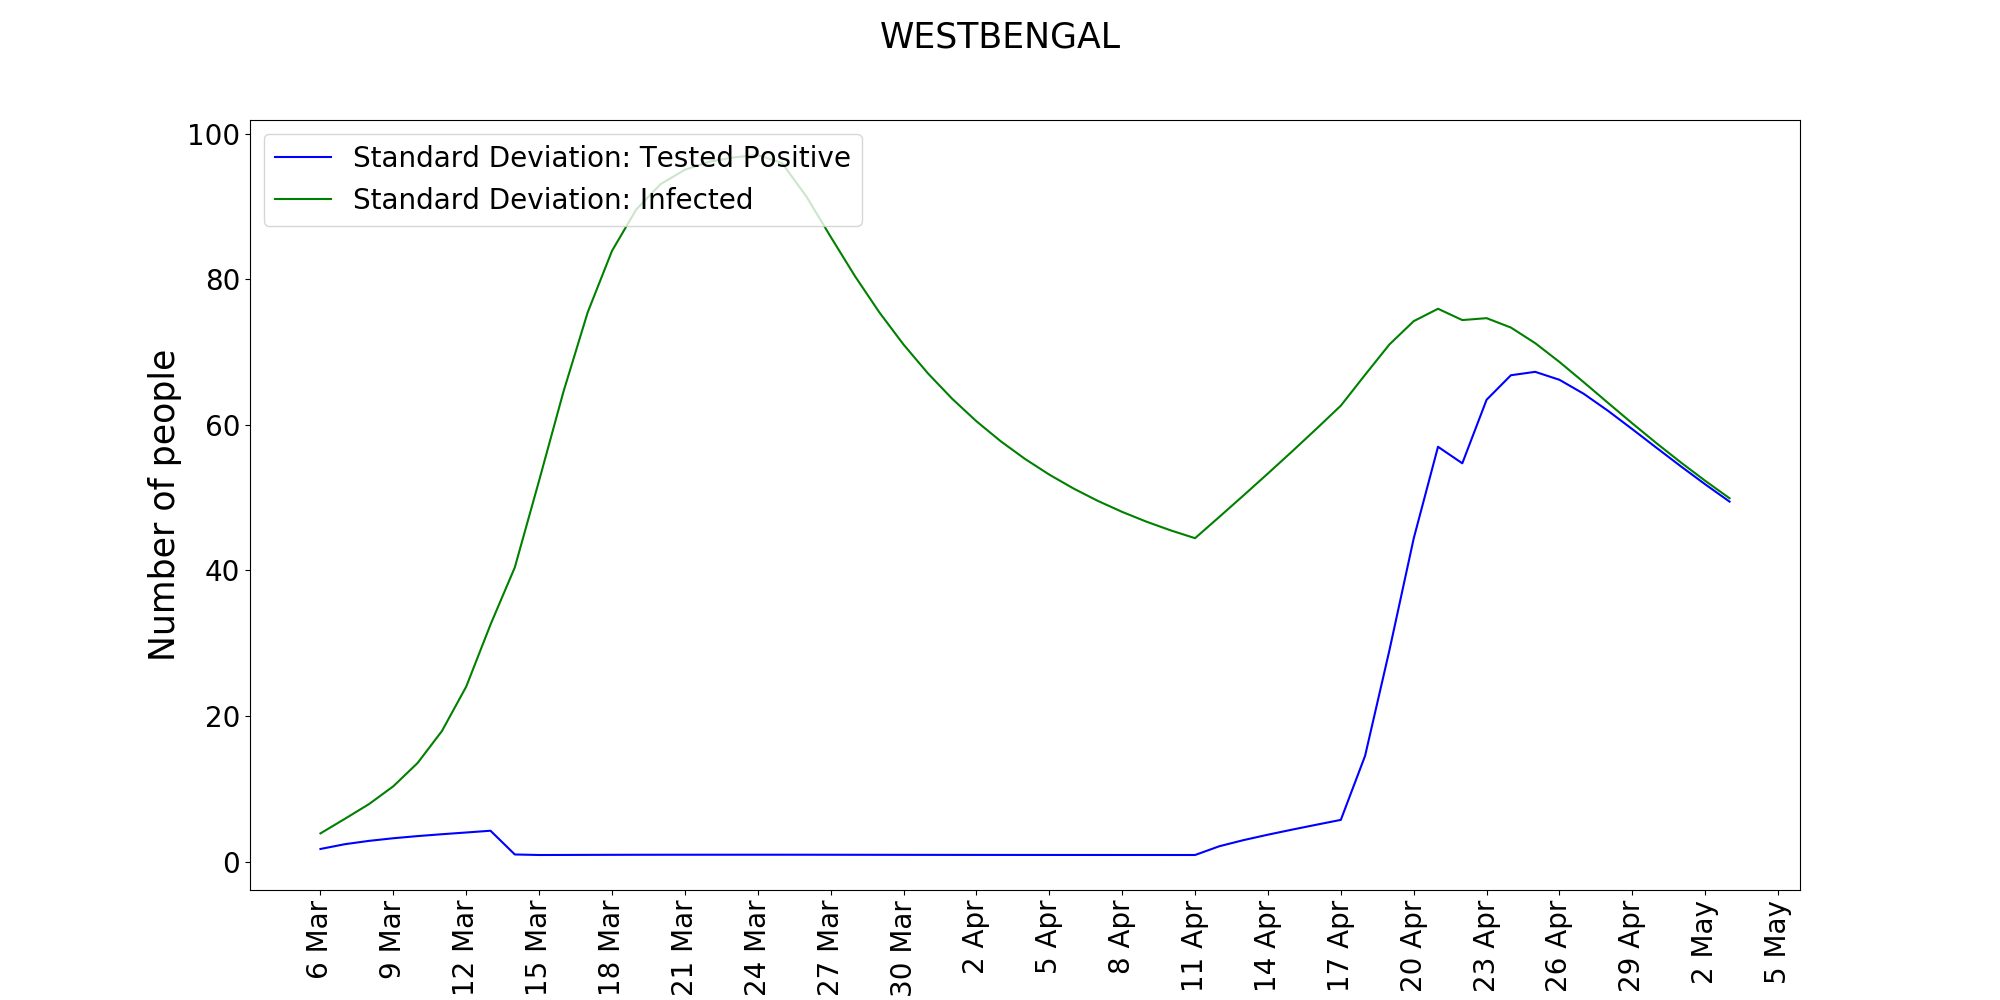 WESTBENGAL
Standard Deviation: Tested Positive
Standard Deviation: Infected
Number of people
100
80
60
40
20
0
6 Mar
9 Mar
12 Mar
15 Mar
18 Mar
21 Mar
24 Mar
27 Mar
30 Mar
2 Apr
5 Apr
8 Apr
11 Apr
14 Apr
17 Apr
20 Apr
23 Apr
26 Apr
29 Apr
2 May
5 May